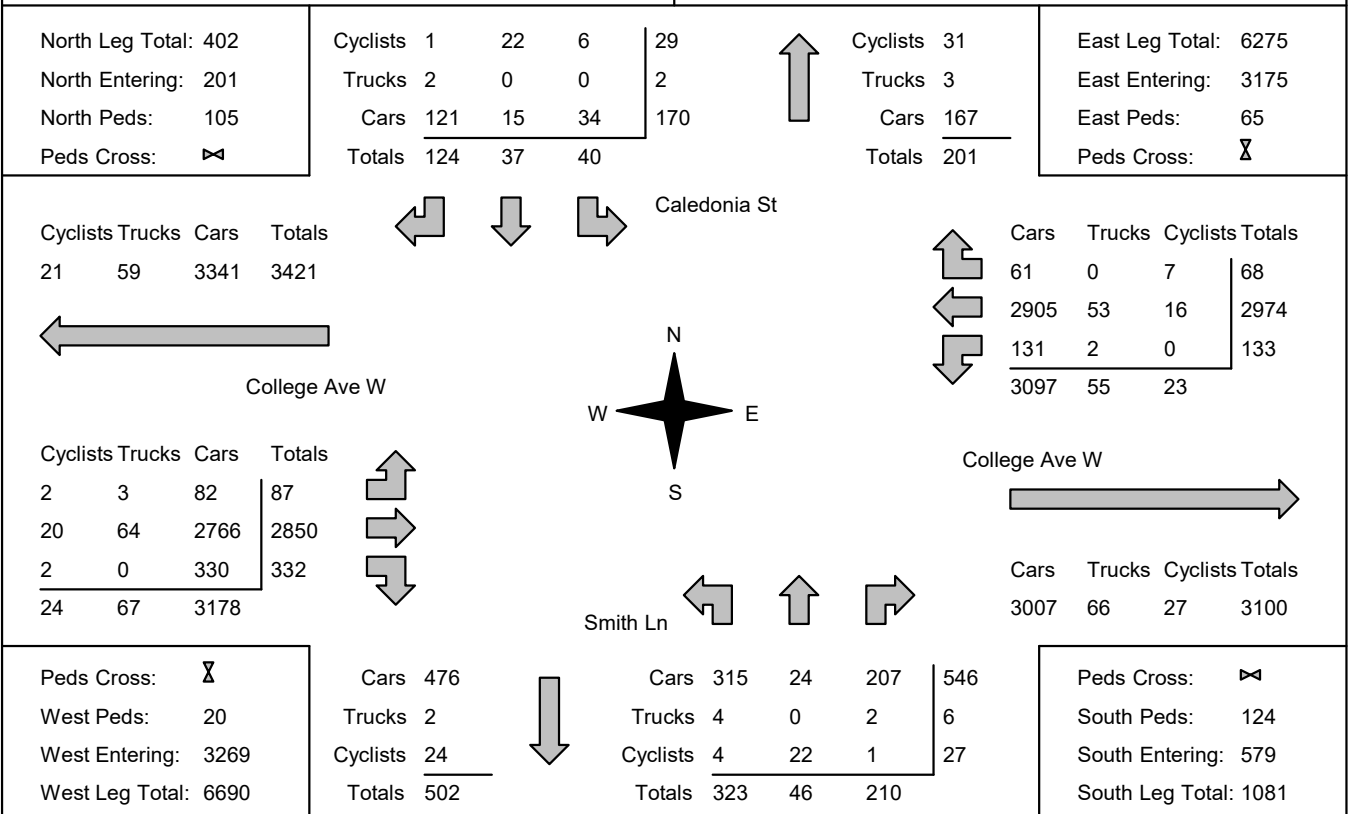 North Leg Total: 402
North Entering: 201
North Peds: 105
Peds Cross:
Cyclists 1 22 6 29
Trucks 2 0 0 2
Cars 121 15 34 170
Totals 124 37 40
Cyclists 31
Trucks 3
Cars 167
Totals 201
East Leg Total: 6275
East Entering: 3175
East Peds: 65
Peds Cross:
Caledonia St
Cyclists Trucks Cars Totals
21 59 3341 3421
Cars Trucks Cyclists Totals
61 0 7 68
2905 53 16 2974
131 2 0 133
3097 55 23
College Ave W
N
W E
S
Cyclists Trucks Cars Totals
2 3 82 87
20 64 2766 2850
2 0 330 332
24 67 3178
College Ave W
Cars Trucks Cyclists Totals
3007 66 27 3100
Smith Ln
Peds Cross:
West Peds: 20
West Entering: 3269
West Leg Total: 6690
Cars 476
Trucks 2
Cyclists 24
Totals 502
Cars 315 24 207 546
Trucks 4 0 2 6
Cyclists 4 22 1 27
Totals 323 46 210
Peds Cross:
South Peds: 124
South Entering: 579
South Leg Total: 1081